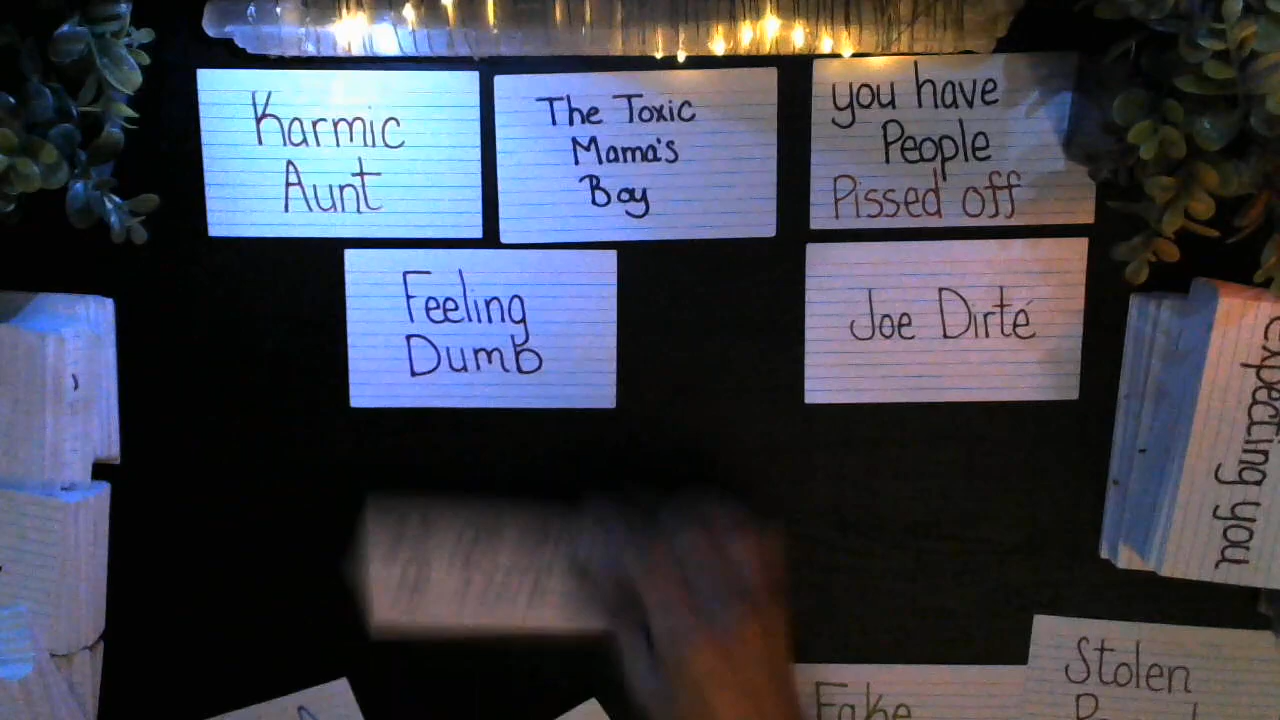 Karmic
Aunt
The Toxic
Mama's
Boy
you have
People
Pissed off
Feeling
Dumb
Joe Dirté
expecting you
Stolen
Fake